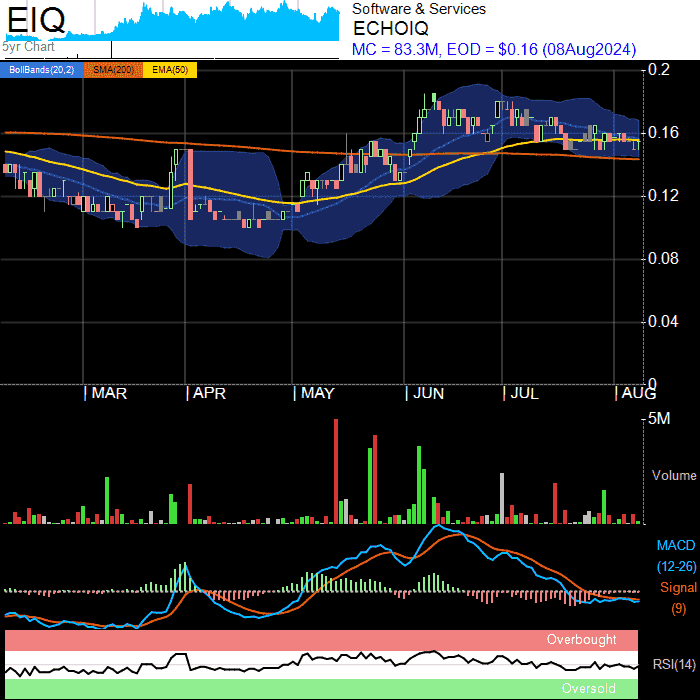 EIQ
Software & Services
ECHOIQ
5yr Chart
MC = 83.3M, EOD = $0.16 (08Aug2024)
BollBands(20,2) SMA(200) EMA(50)
0.2
0.16
0.12
0.08
0.04
0
MAR APR MAY JUN JUL AUG
5M
Volume
MACD
(12-26)
Signal
(9)
Overbought
RSI(14)
Oversold